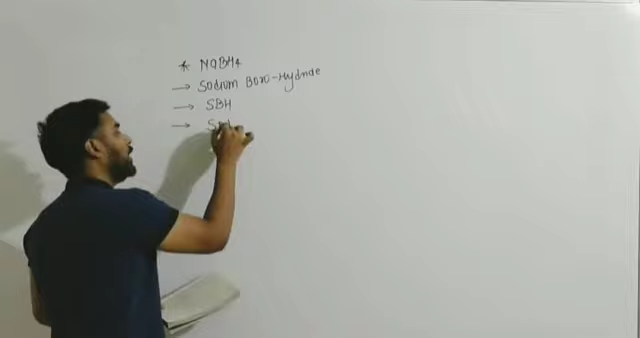 * NaBH4
→ Sodium Boro-Hydride
→ SBH
→